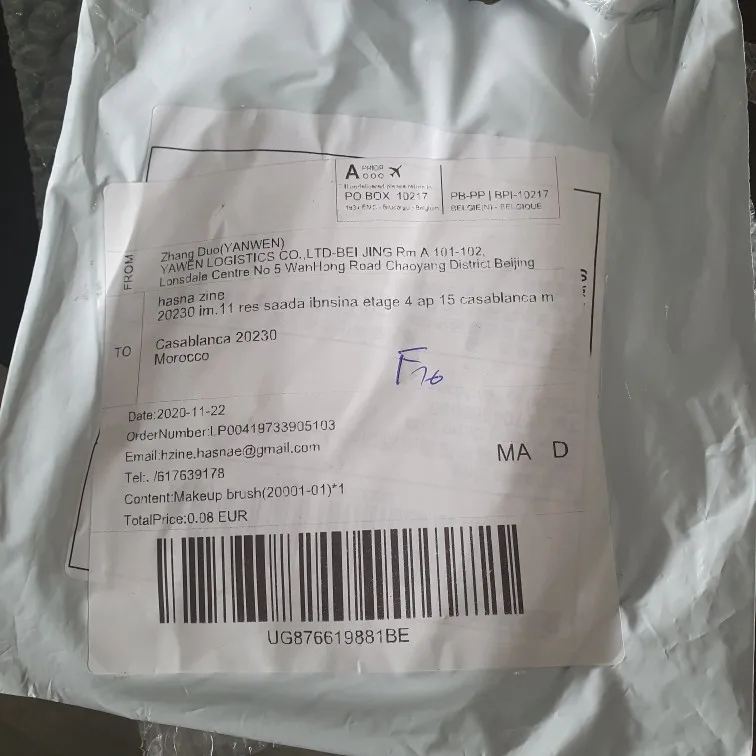 A PRIOR
PO BOX 10217
PB-PP | BPI-10217
BELGIE(N) - BELGIQUE
FROM
Zhang Duo(YANWEN)
YAWEN LOGISTICS CO.,LTD-BEI JING Rm A 101-102,
Lonsdale Centre No 5 WanHong Road Chaoyang District Beijing
TO
hasna zine
20230 im.11 res saada ibnsina etage 4 ap 15 casablanca m
Casablanca 20230
Morocco
Date:2020-11-22
OrderNumber:LP00419733905103
Email:hzine.hasnae@gmail.com
Tel:. /617639178
Content:Makeup brush(20001-01)*1
TotalPrice:0.08 EUR
MA D
UG876619881BE